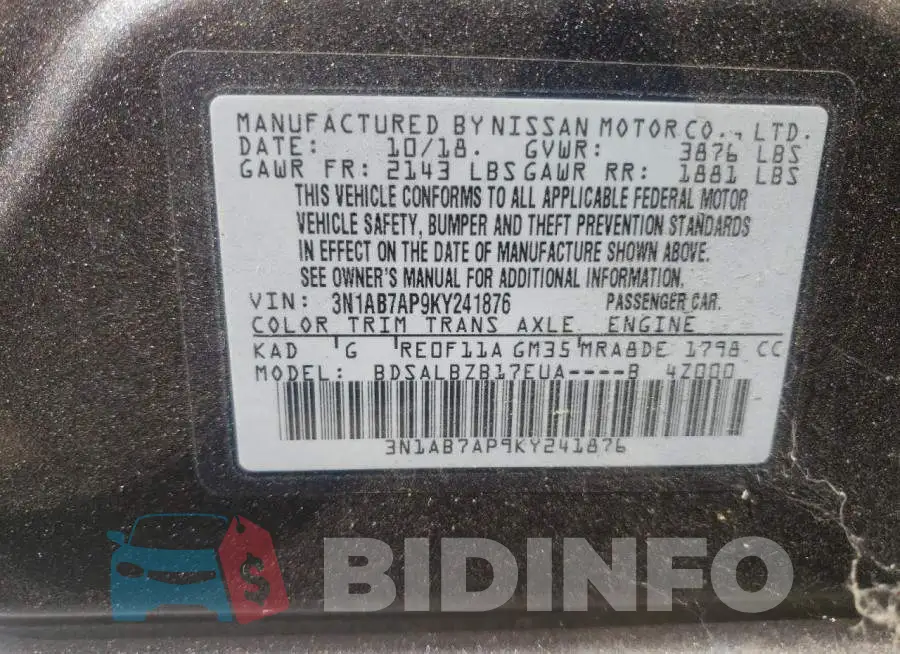 MANUFACTURED BY NISSAN MOTOR CO., LTD.
DATE: 10/18. GVWR: 3876 LBS
GAWR FR: 2143 LBS GAWR RR: 1881 LBS
THIS VEHICLE CONFORMS TO ALL APPLICABLE FEDERAL MOTOR
VEHICLE SAFETY, BUMPER AND THEFT PREVENTION STANDARDS
IN EFFECT ON THE DATE OF MANUFACTURE SHOWN ABOVE.
SEE OWNER'S MANUAL FOR ADDITIONAL INFORMATION.
VIN: 3N1AB7AP9KY241876 PASSENGER CAR.
COLOR TRIM TRANS AXLE ENGINE
KAD G RE0F11A GM35 MRA8DE 1798 CC
MODEL: BDSALBZB17EUA----B 4Z000
3N1AB7AP9KY241876
$ BIDINFO